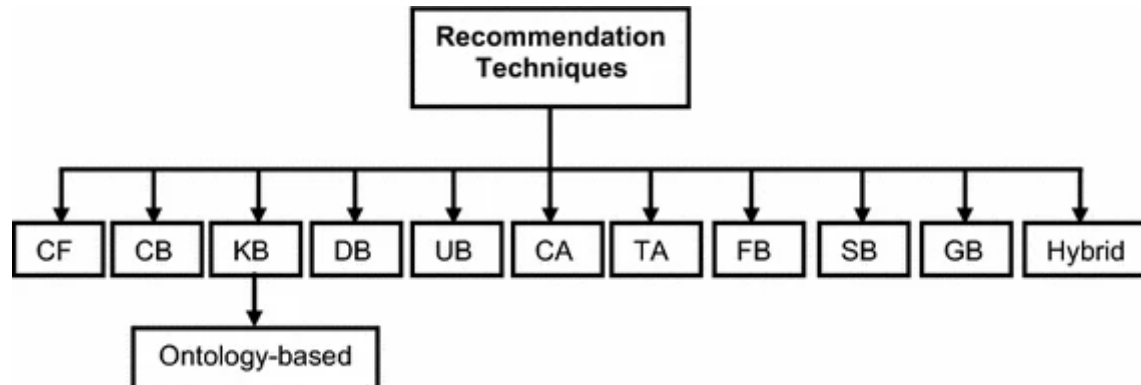 Recommendation
Techniques
CF
CB
KB
DB
UB
CA
TA
FB
SB
GB
Hybrid
Ontology-based